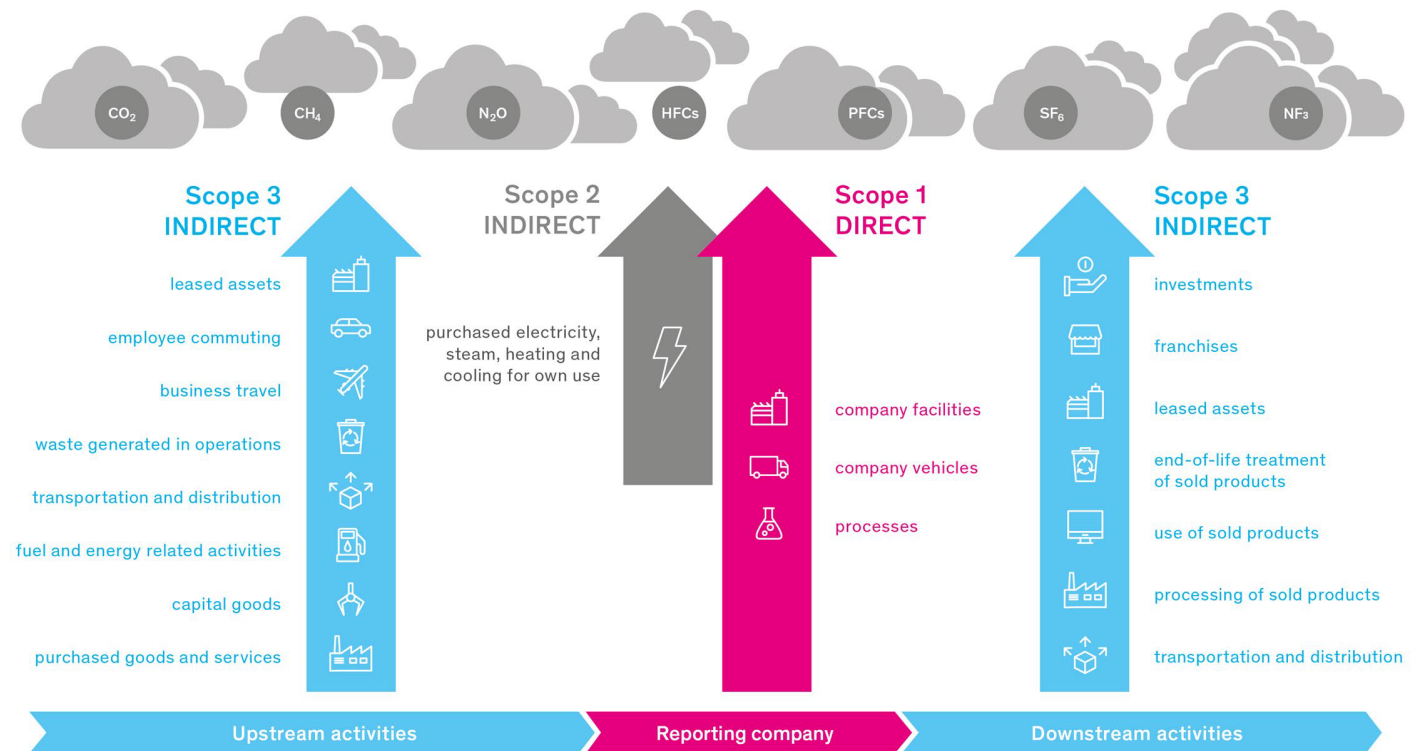 CO₂
CH₄
N₂O
HFCs
PFCs
SF₆
NF₃
Scope 3
INDIRECT
leased assets
employee commuting
business travel
waste generated in operations
transportation and distribution
fuel and energy related activities
capital goods
purchased goods and services
Scope 2
INDIRECT
purchased electricity,
steam, heating and
cooling for own use
Scope 1
DIRECT
company facilities
company vehicles
processes
Scope 3
INDIRECT
investments
franchises
leased assets
end-of-life treatment
of sold products
use of sold products
processing of sold products
transportation and distribution
Upstream activities
Reporting company
Downstream activities